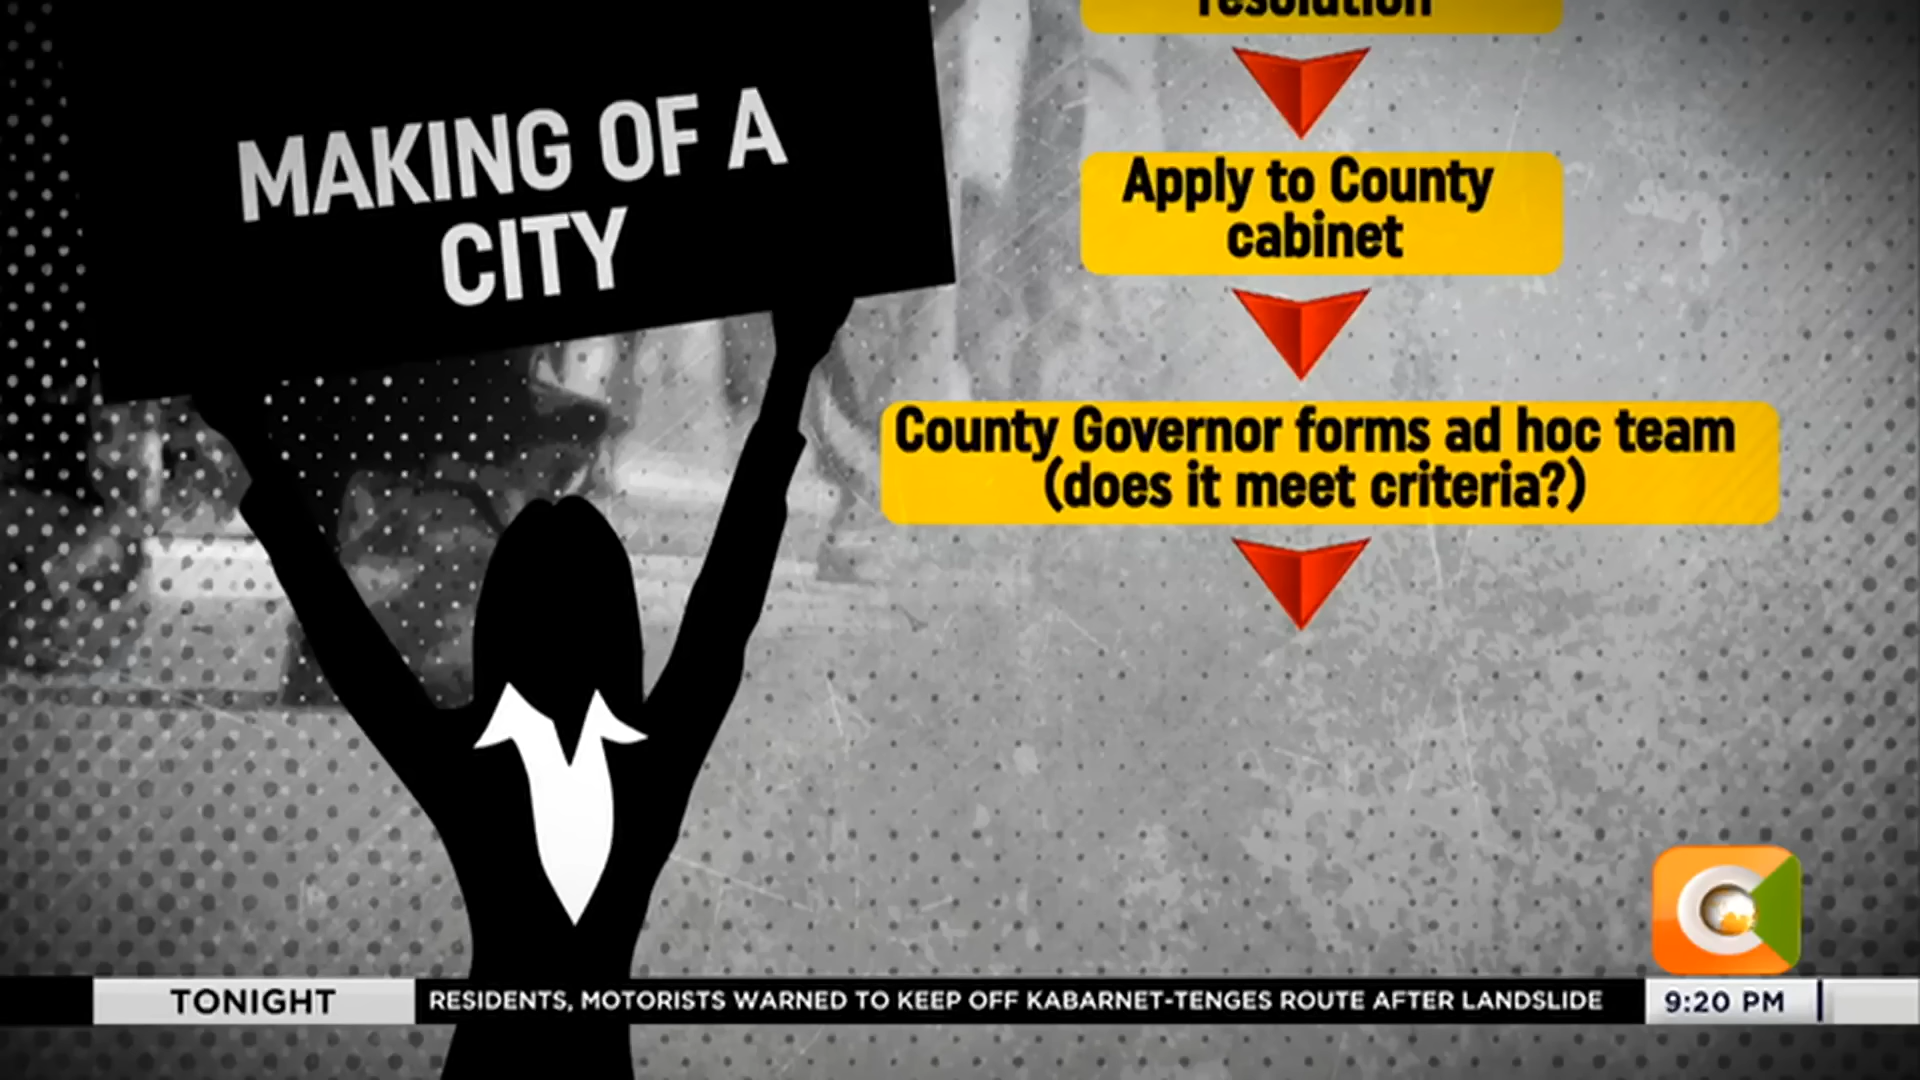 MAKING OF A
CITY
resolution
Apply to County
cabinet
County Governor forms ad hoc team
(does it meet criteria?)
TONIGHT
RESIDENTS, MOTORISTS WARNED TO KEEP OFF KABARNET-TENGES ROUTE AFTER LANDSLIDE
9:20 PM